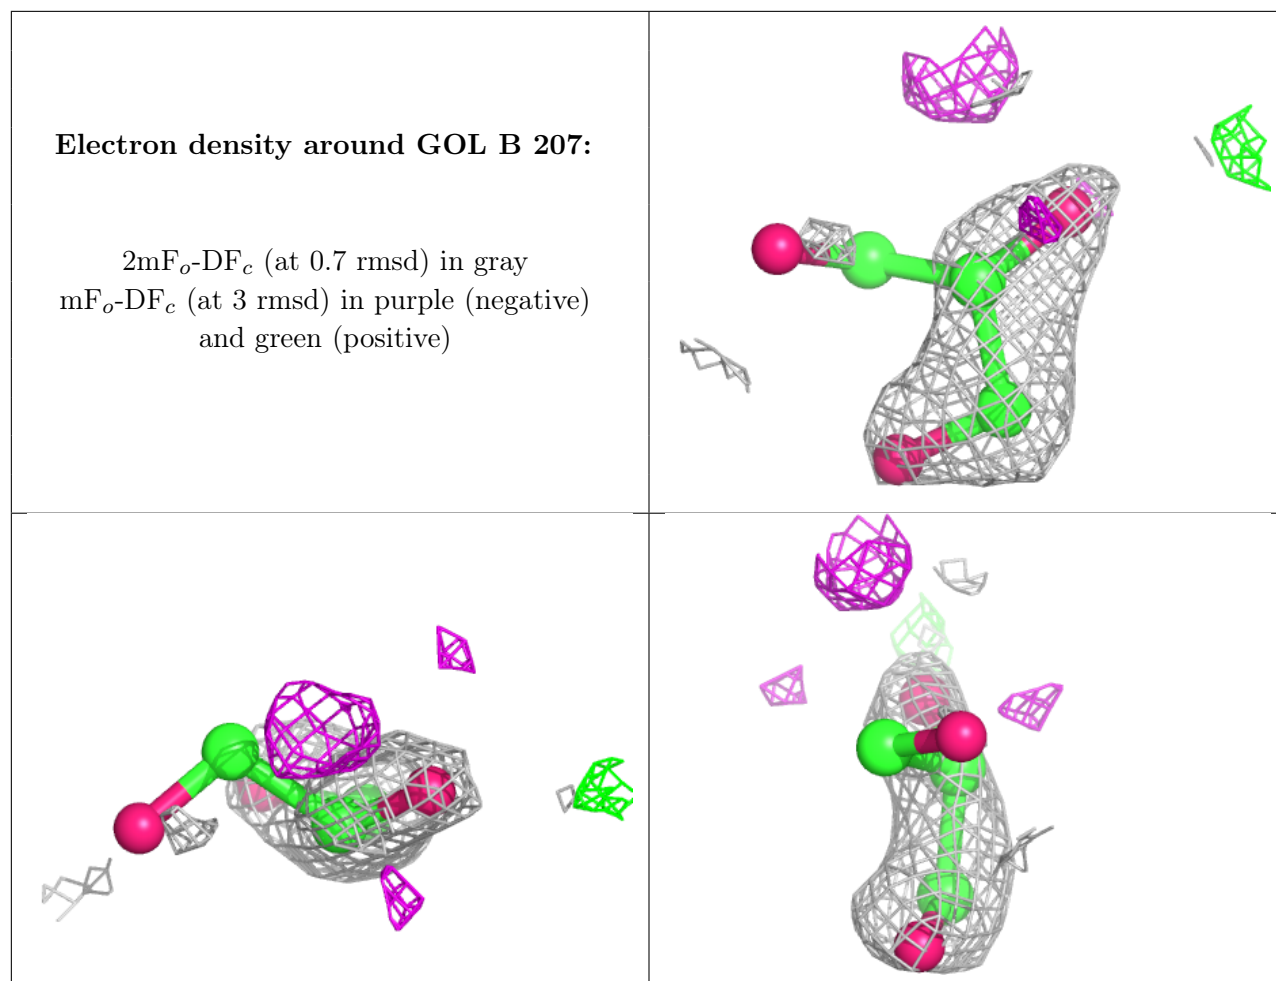 Electron density around GOL B 207:
2mFo-DFc (at 0.7 rmsd) in gray
mFo-DFc (at 3 rmsd) in purple (negative)
and green (positive)